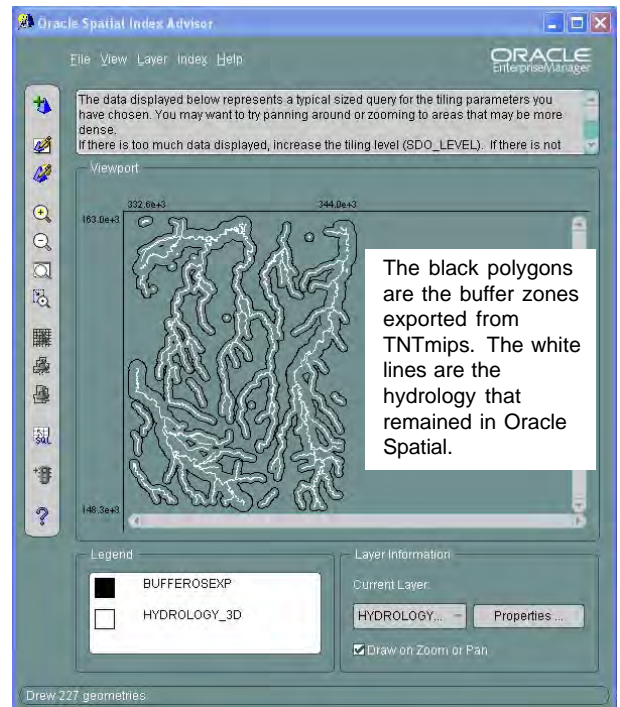 Oracle Spatial Index Advisor
File View Layer Index Help
ORACLE
EnterpriseManager
The data displayed below represents a typical sized query for the tiling parameters you
have chosen. You may want to try panning around or zooming to areas that may be more
dense.
If there is too much data displayed, increase the tiling level (SDO_LEVEL). If there is not
Viewport
332.6e+3 344.0e+3
163.0e+3
The black polygons
are the buffer zones
exported from
TNTmips. The white
lines are the
hydrology that
remained in Oracle
Spatial.
SQL
?
148.3e+3
Legend
BUFFEROSEXP
HYDROLOGY_3D
Layer Information
Current Layer:
HYDROLOGY... Properties ...
Draw on Zoom or Pan
Drew 227 geometries